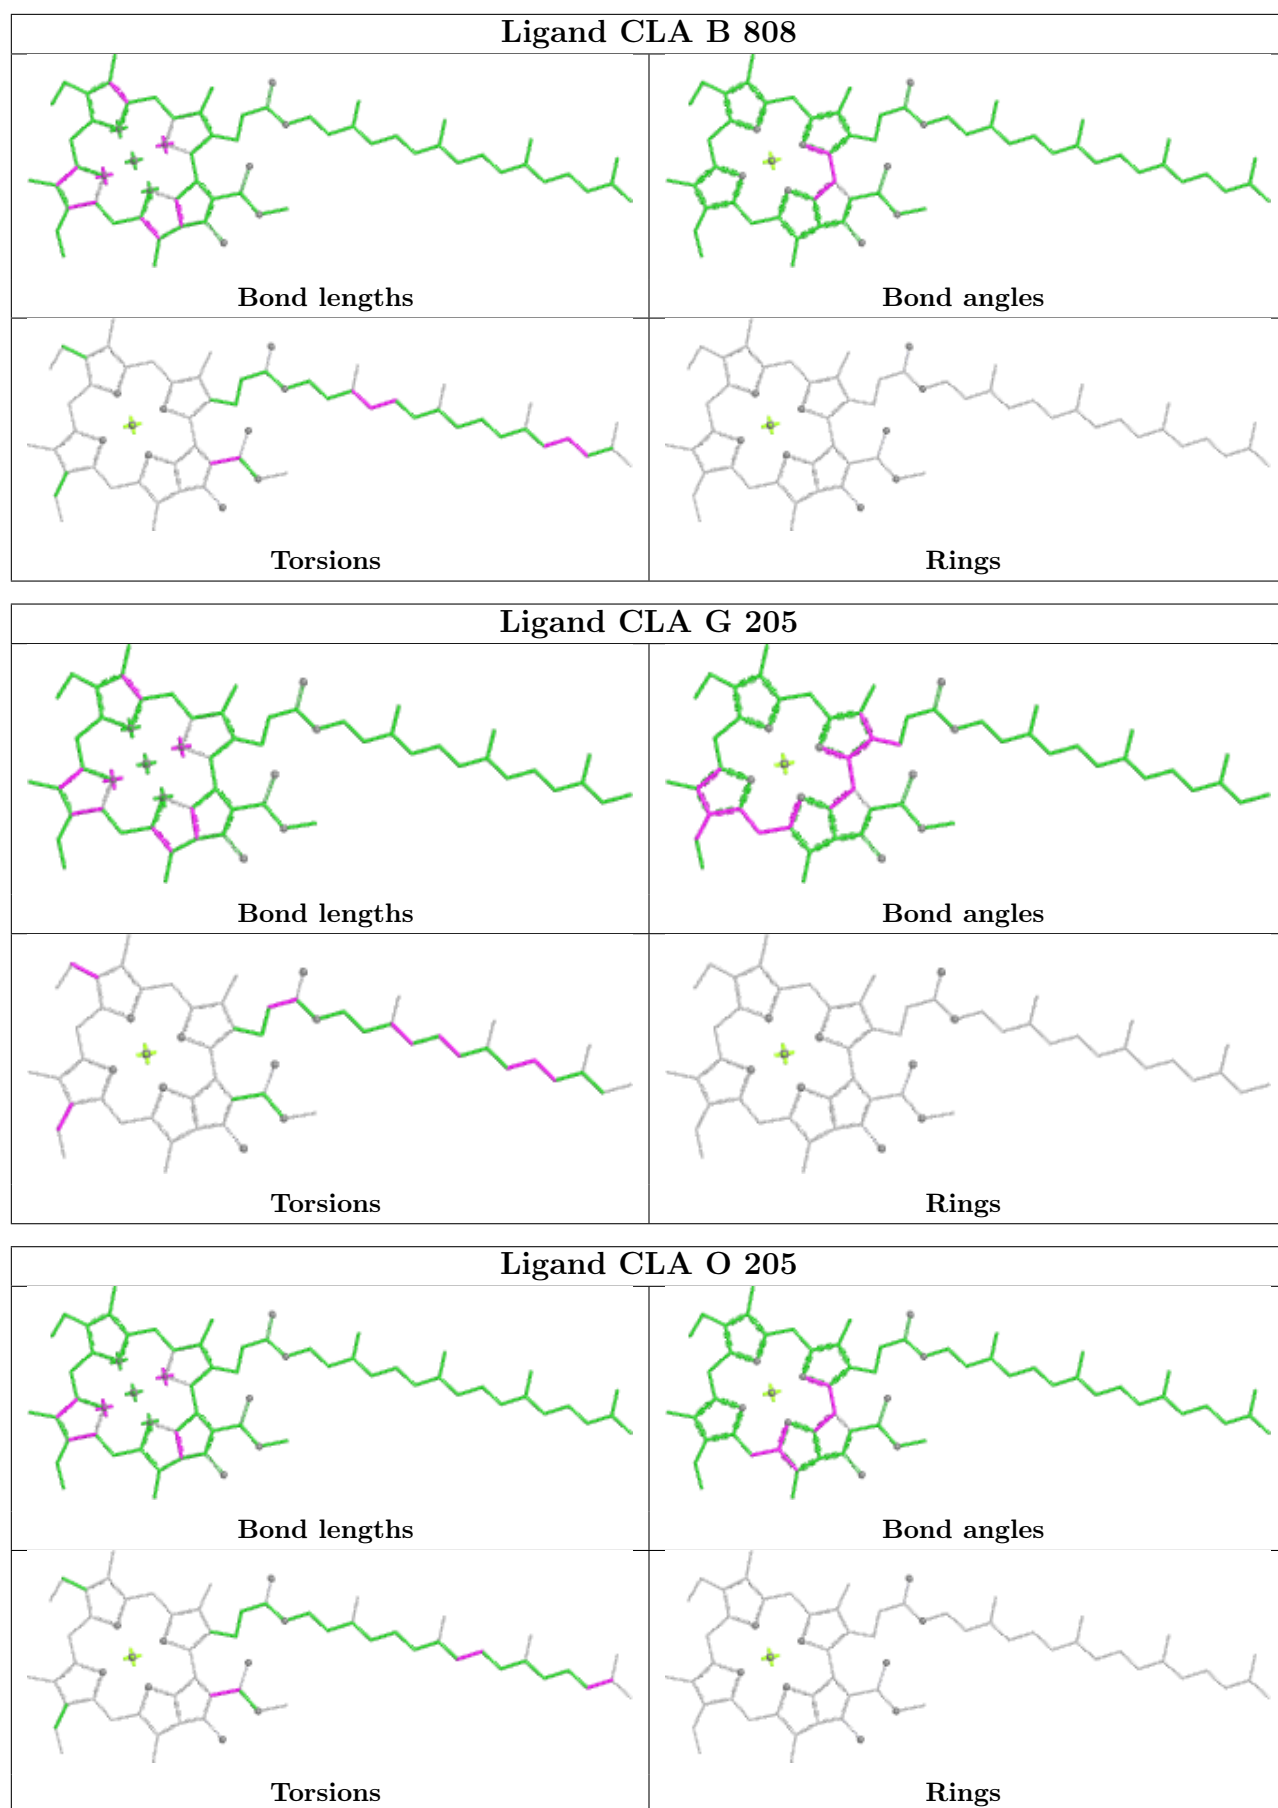 Ligand CLA B 808
Bond lengths
Bond angles
Torsions
Rings
Ligand CLA G 205
Bond lengths
Bond angles
Torsions
Rings
Ligand CLA O 205
Bond lengths
Bond angles
Torsions
Rings